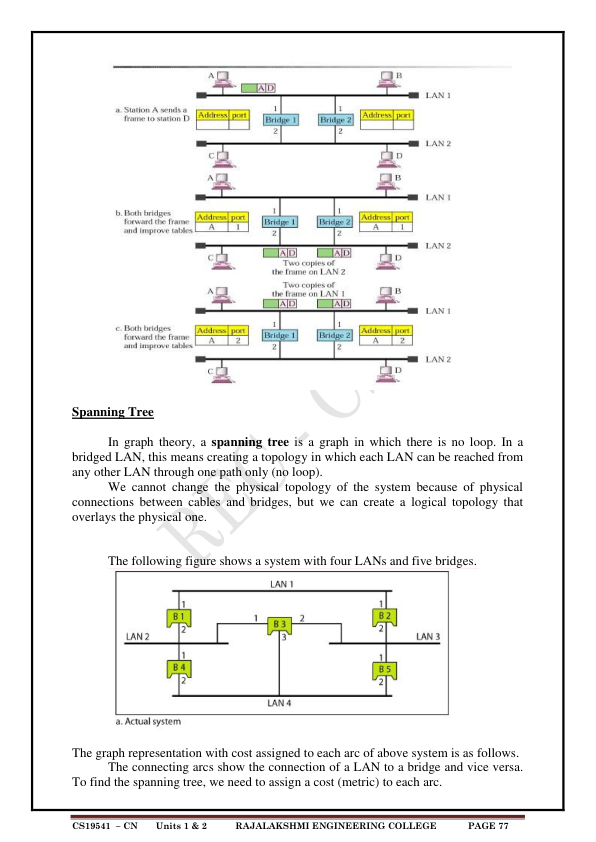 A A D B
LAN 1
a. Station A sends a
frame to station D
Address port 1 Bridge 1 2 1 Bridge 2 2 Address port
LAN 2
C D
A B
LAN 1
b. Both bridges
forward the frame
and improve tables
Address port 1 Bridge 1 2 1 Bridge 2 2 Address port
A 1 A 1
LAN 2
C A D A D D
Two copies of
the frame on LAN 2
Two copies of
the frame on LAN 1
A A D A D B
LAN 1
c. Both bridges
forward the frame
and improve tables
Address port 1 Bridge 1 2 1 Bridge 2 2 Address port
A 2 A 2
LAN 2
C D
Spanning Tree
In graph theory, a spanning tree is a graph in which there is no loop. In a
bridged LAN, this means creating a topology in which each LAN can be reached from
any other LAN through one path only (no loop).
We cannot change the physical topology of the system because of physical
connections between cables and bridges, but we can create a logical topology that
overlays the physical one.
The following figure shows a system with four LANs and five bridges.
LAN 1
1 B 1 2
1 B 3 2 3
1 B 2 2
LAN 2 LAN 3
1 B 4 2
1 B 5 2
LAN 4
a. Actual system
The graph representation with cost assigned to each arc of above system is as follows.
The connecting arcs show the connection of a LAN to a bridge and vice versa.
To find the spanning tree, we need to assign a cost (metric) to each arc.
CS19541 – CN Units 1 & 2 RAJALAKSHMI ENGINEERING COLLEGE PAGE 77